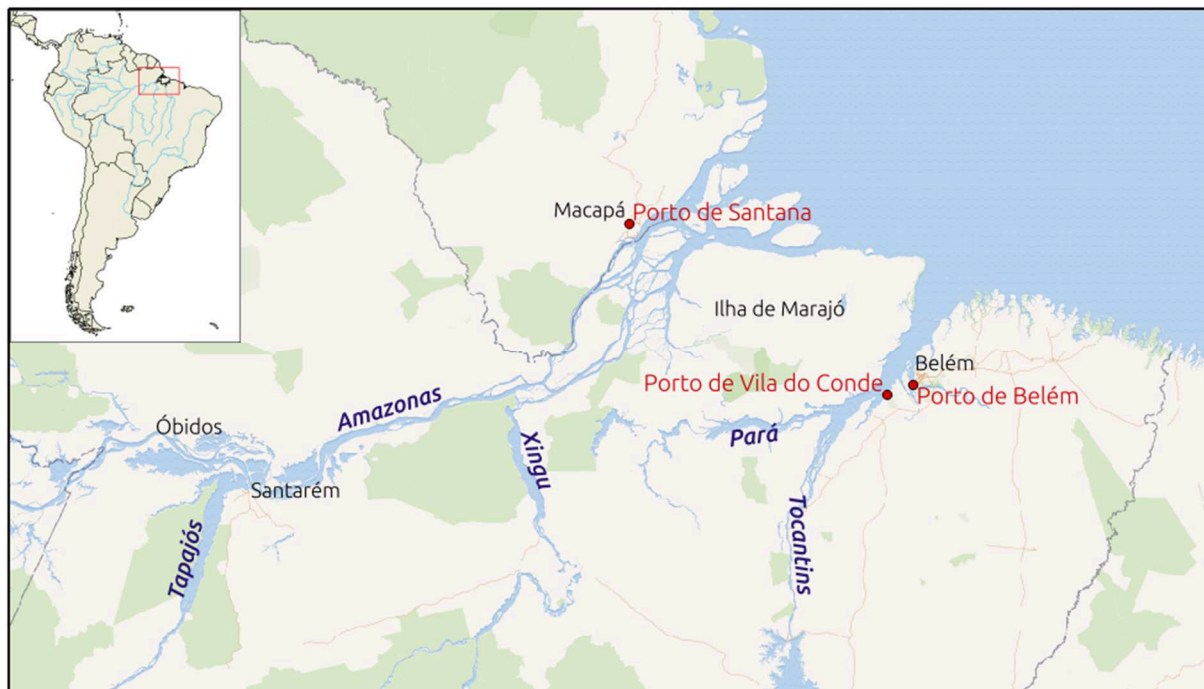 Macapá
Porto de Santana
Ilha de Marajó
Belém
Porto de Vila do Conde
Porto de Belém
Amazonas
Óbidos
Xingu
Pará
Santarém
Tapajós
Tocantins